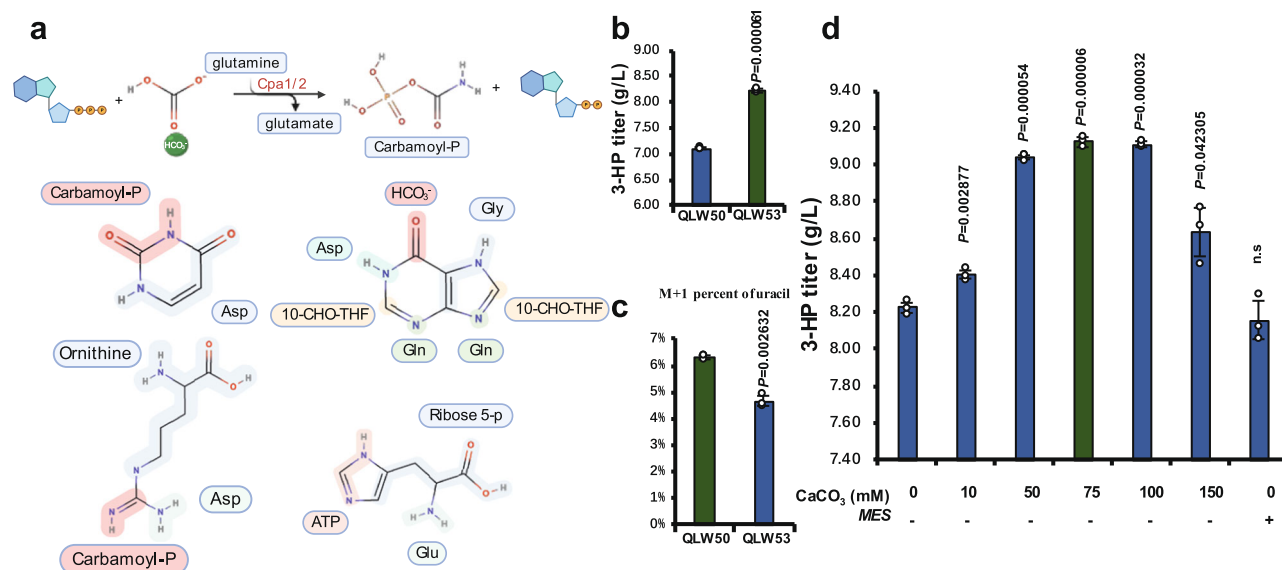 a
glutamine
Cpa1/2
glutamate
H O O⁻ O
HCO₃⁻
+
P P P
H O H O P O O O N H H
Carbamoyl-P
+
P P P
Carbamoyl-P
O H N O N H
Asp
HCO₃⁻
Gly
Asp
10-CHO-THF
10-CHO-THF
Gln
Gln
O H N H N N N
Ornithine
H N H O O H
N H N H N H
Asp
Carbamoyl-P
Ribose 5-p
H N N O O H N H H
ATP
Glu
b
3-HP titer (g/L)
9.00
8.50
8.00
7.50
7.00
6.50
6.00
P=0.000061
QLW50 QLW53
c
M+1 percent of uracil
7%
6%
5%
4%
3%
2%
1%
0%
P=0.002632
QLW50 QLW53
d
3-HP titer (g/L)
9.40
9.20
9.00
8.80
8.60
8.40
8.20
8.00
7.80
7.60
7.40
P=0.002877
P=0.000054
P=0.000006
P=0.000032
P=0.042305
n.s
CaCO₃ (mM) 0 10 50 75 100 150 0
MES - - - - - - +